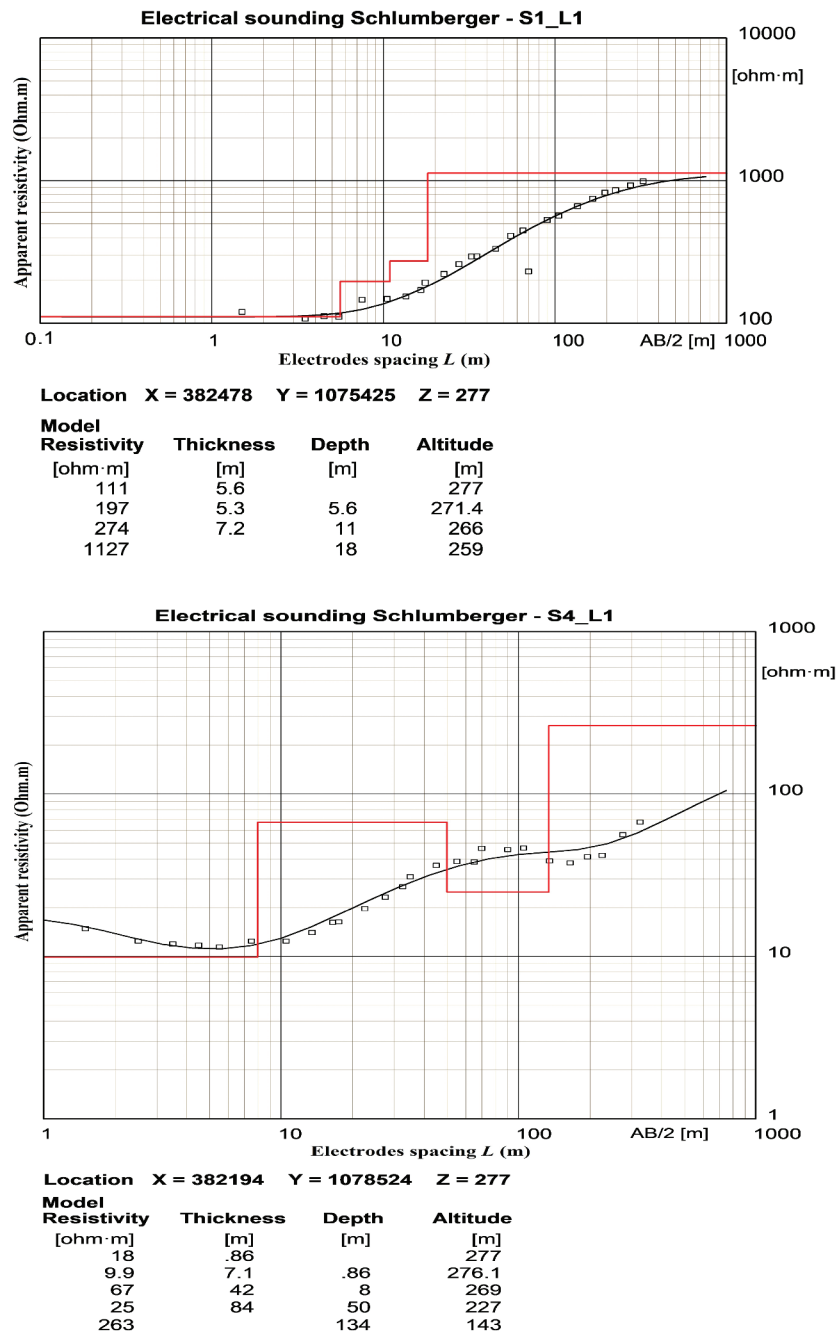 Electrical sounding Schlumberger - S1_L1
10000
[ohm·m]
1000
100
Apparent resistivity (Ohm.m)
0.1 1 10 100 AB/2 [m] 1000
Electrodes spacing L (m)
Location X = 382478 Y = 1075425 Z = 277
Model
Resistivity Thickness Depth Altitude
[ohm·m] [m] [m] [m]
111 5.6 277
197 5.3 5.6 271.4
274 7.2 11 266
1127 18 259
Electrical sounding Schlumberger - S4_L1
1000
[ohm·m]
100
10
1
Apparent resistivity (Ohm.m)
1 10 100 AB/2 [m] 1000
Electrodes spacing L (m)
Location X = 382194 Y = 1078524 Z = 277
Model
Resistivity Thickness Depth Altitude
[ohm·m] [m] [m] [m]
18 .86 277
9.9 7.1 .86 276.1
67 42 8 269
25 84 50 227
263 134 143